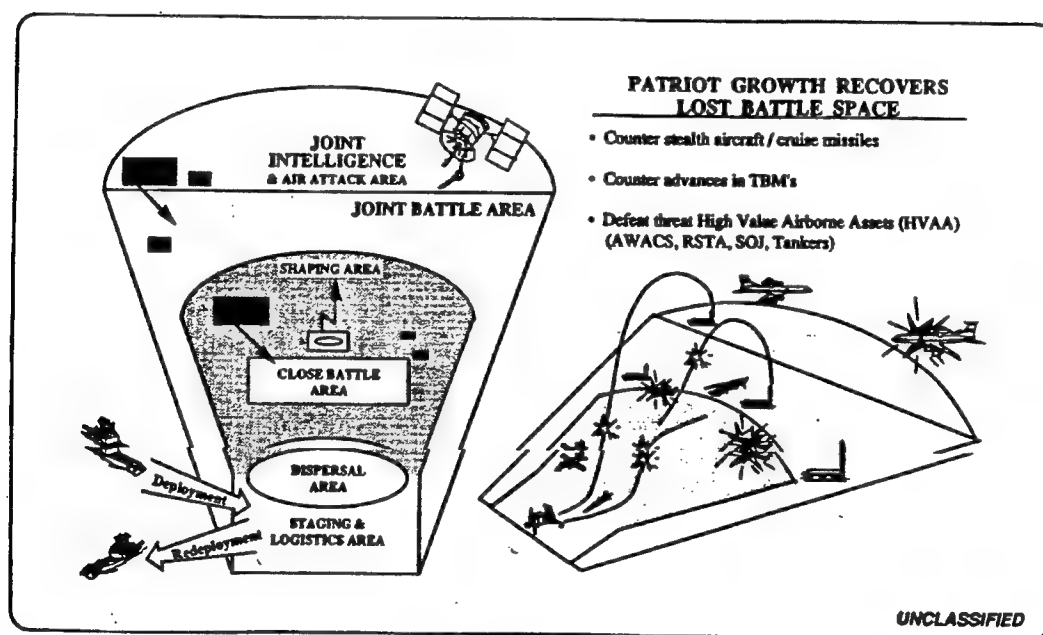 JOINT
INTELLIGENCE
& AIR ATTACK AREA
JOINT BATTLE AREA
SHAPING AREA
CLOSE BATTLE
AREA
DISPERSAL
AREA
Deployment
STAGING &
LOGISTICS AREA
Redeployment
PATRIOT GROWTH RECOVERS
LOST BATTLE SPACE
• Counter stealth aircraft / cruise missiles
• Counter advances in TBM's
• Defeat threat High Value Airborne Assets (HVAA)
(AWACS, RSTA, SOJ, Tankers)
UNCLASSIFIED